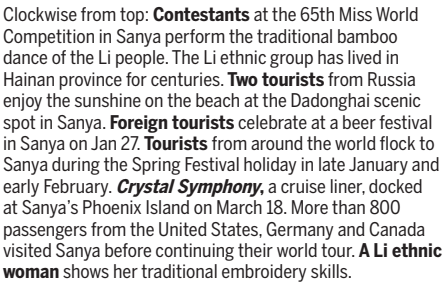 Clockwise from top: Contestants at the 65th Miss World
Competition in Sanya perform the traditional bamboo
dance of the Li people. The Li ethnic group has lived in
Hainan province for centuries. Two tourists from Russia
enjoy the sunshine on the beach at the Dadonghai scenic
spot in Sanya. Foreign tourists celebrate at a beer festival
in Sanya on Jan 27. Tourists from around the world flock to
Sanya during the Spring Festival holiday in late January and
early February. Crystal Symphony, a cruise liner, docked
at Sanya's Phoenix Island on March 18. More than 800
passengers from the United States, Germany and Canada
visited Sanya before continuing their world tour. A Li ethnic
woman shows her traditional embroidery skills.